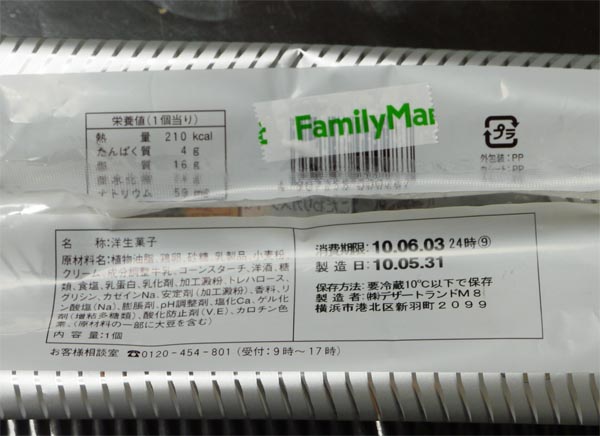 栄養値(1個当り)
熱 量 210 kcal
たんぱく質 4 g
脂 質 16 g
ナトリウム 59 mg
FamilyMar
プラ
外包装:PP
名 称:洋生菓子
原材料名:植物油脂、鶏卵、砂糖、乳製品、小麦粉、
クリーム、成分調整牛乳、コーンスターチ、洋酒、糖
類、食塩、乳蛋白、乳化剤、加工澱粉、トレハロース、
グリシン、カゼインNa、安定剤(加工澱粉)、香料、リ
ン酸塩(Na)、膨脹剤、pH調整剤、塩化Ca、ゲル化
剤(増粘多糖類)、酸化防止剤(V.E)、カロチン色
素、(原材料の一部に大豆を含む)
内 容 量:1個
消費期限: 10.06.03 24時⑨
製 造 日: 10.05.31
保存方法: 要冷蔵10℃以下で保存
製 造 者: ㈱デザートランドM8
横浜市港北区新羽町2099
お客様相談室 ☎0120-454-801 (受付:9時~17時)